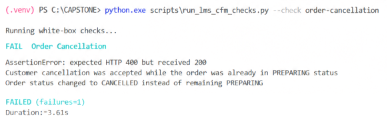 (.venv) PS C:\CAPSTONE> python.exe scripts\run_lms_cfm_checks.py --check order-cancellation
Running white-box checks...
FAIL Order Cancellation
AssertionError: expected HTTP 400 but received 200
Customer cancellation was accepted while the order was already in PREPARING status
Order status changed to CANCELLED instead of remaining PREPARING
FAILED (failures=1)
Duration:~3.61s